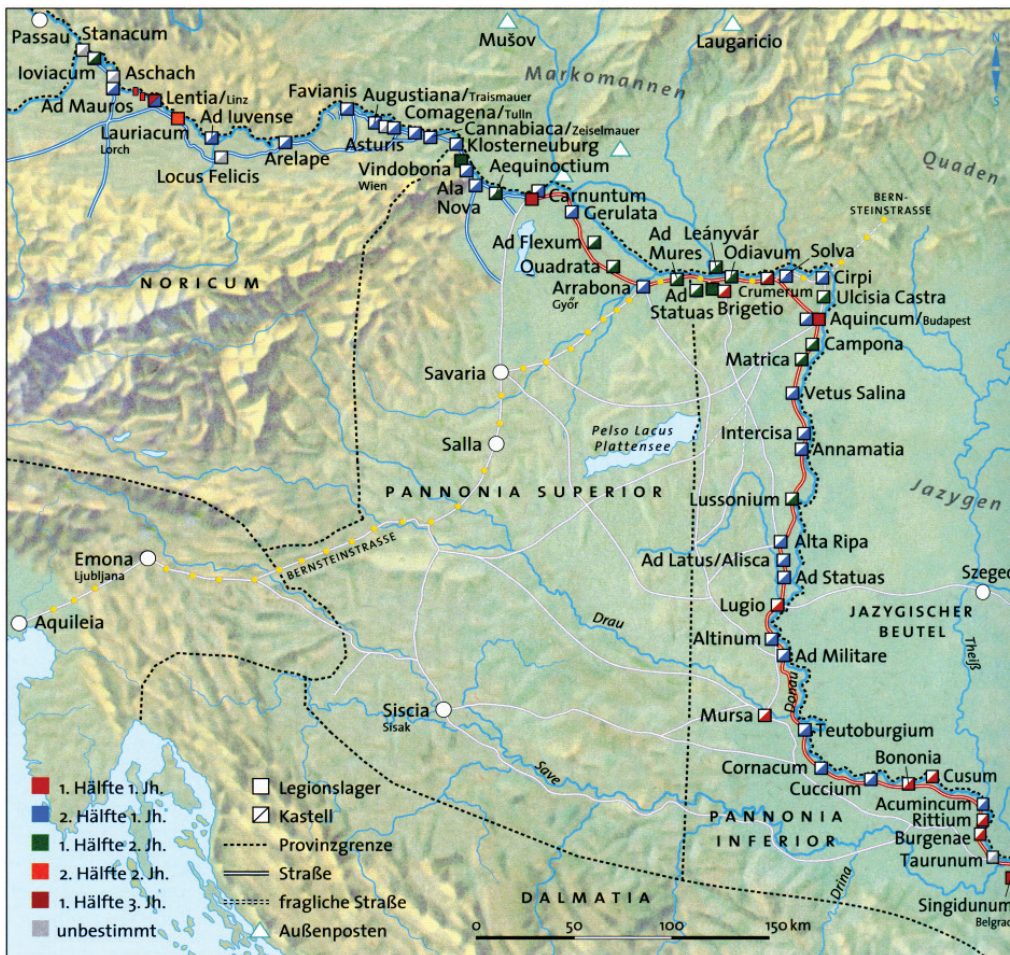 Passau
Stanacum
Ioviacum
Aschach
Ad Mauros
Lentia/Linz
Lauriacum
Lorch
Ad Iuvense
Locus Felicis
Arelape
Favianis
Augustiana/Traismauer
Comagena/Tulln
Asturis
Cannabiaca/Zeiselmauer
Klosterneuburg
Vindobona
Wien
Aequinoctium
Ala
Nova
Carnuntum
Gerulata
Mušov
Laugaricio
Markomannen
Quaden
BERN-
STEINSTRASSE
Ad Flexum
Quadrata
Arrabona
Győr
Ad
Mures
Leányvár
Odiavum
Solva
Cirpi
Ad
Statuas
Brigetio
Crumerum
Ulcisia Castra
Aquincum/Budapest
Campona
Matrica
Vetus Salina
Intercisa
Annamatia
Lussonium
Jazygen
NORICUM
Savaria
Salla
Pelso Lacus
Plattensee
PANNONIA SUPERIOR
BERNSTEINSTRASSE
Emona
Ljubljana
Aquileia
Alta Ripa
Ad Latus/Alisca
Ad Statuas
Lugio
Altinum
Ad Militare
Szeged
JAZYGISCHER
BEUTEL
Theiß
Drau
Donau
Siscia
Sisak
Mursa
Teutoburgium
Cornacum
Cuccium
Bononia
Cusum
Acumincum
Rittium
Burgenae
Taurunum
Singidunum
Belgrad
Save
PANNONIA
INFERIOR
Drina
DALMATIA
N
S
1. Hälfte 1. Jh.
2. Hälfte 1. Jh.
1. Hälfte 2. Jh.
2. Hälfte 2. Jh.
1. Hälfte 3. Jh.
unbestimmt
Legionslager
Kastell
Provinzgrenze
Straße
fragliche Straße
Außenposten
0 50 100 150 km